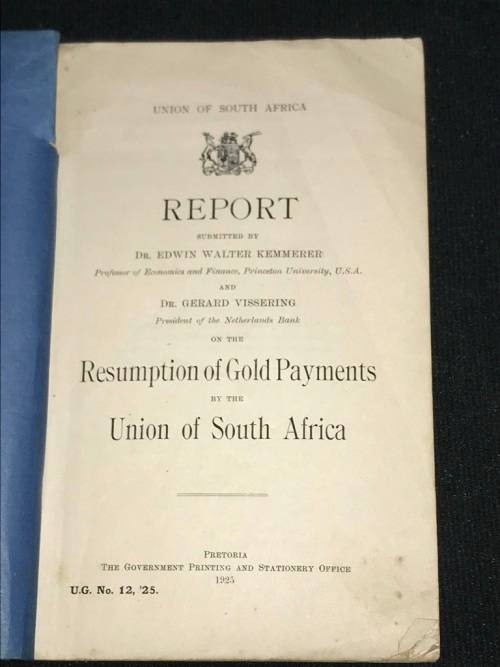 UNION OF SOUTH AFRICA
REPORT
SUBMITTED BY
DR. EDWIN WALTER KEMMERER
Professor of Economics and Finance, Princeton University, U.S.A.
AND
DR. GERARD VISSERING
President of the Netherlands Bank
ON THE
Resumption of Gold Payments
BY THE
Union of South Africa
PRETORIA
THE GOVERNMENT PRINTING AND STATIONERY OFFICE
1925
U.G. No. 12, '25.